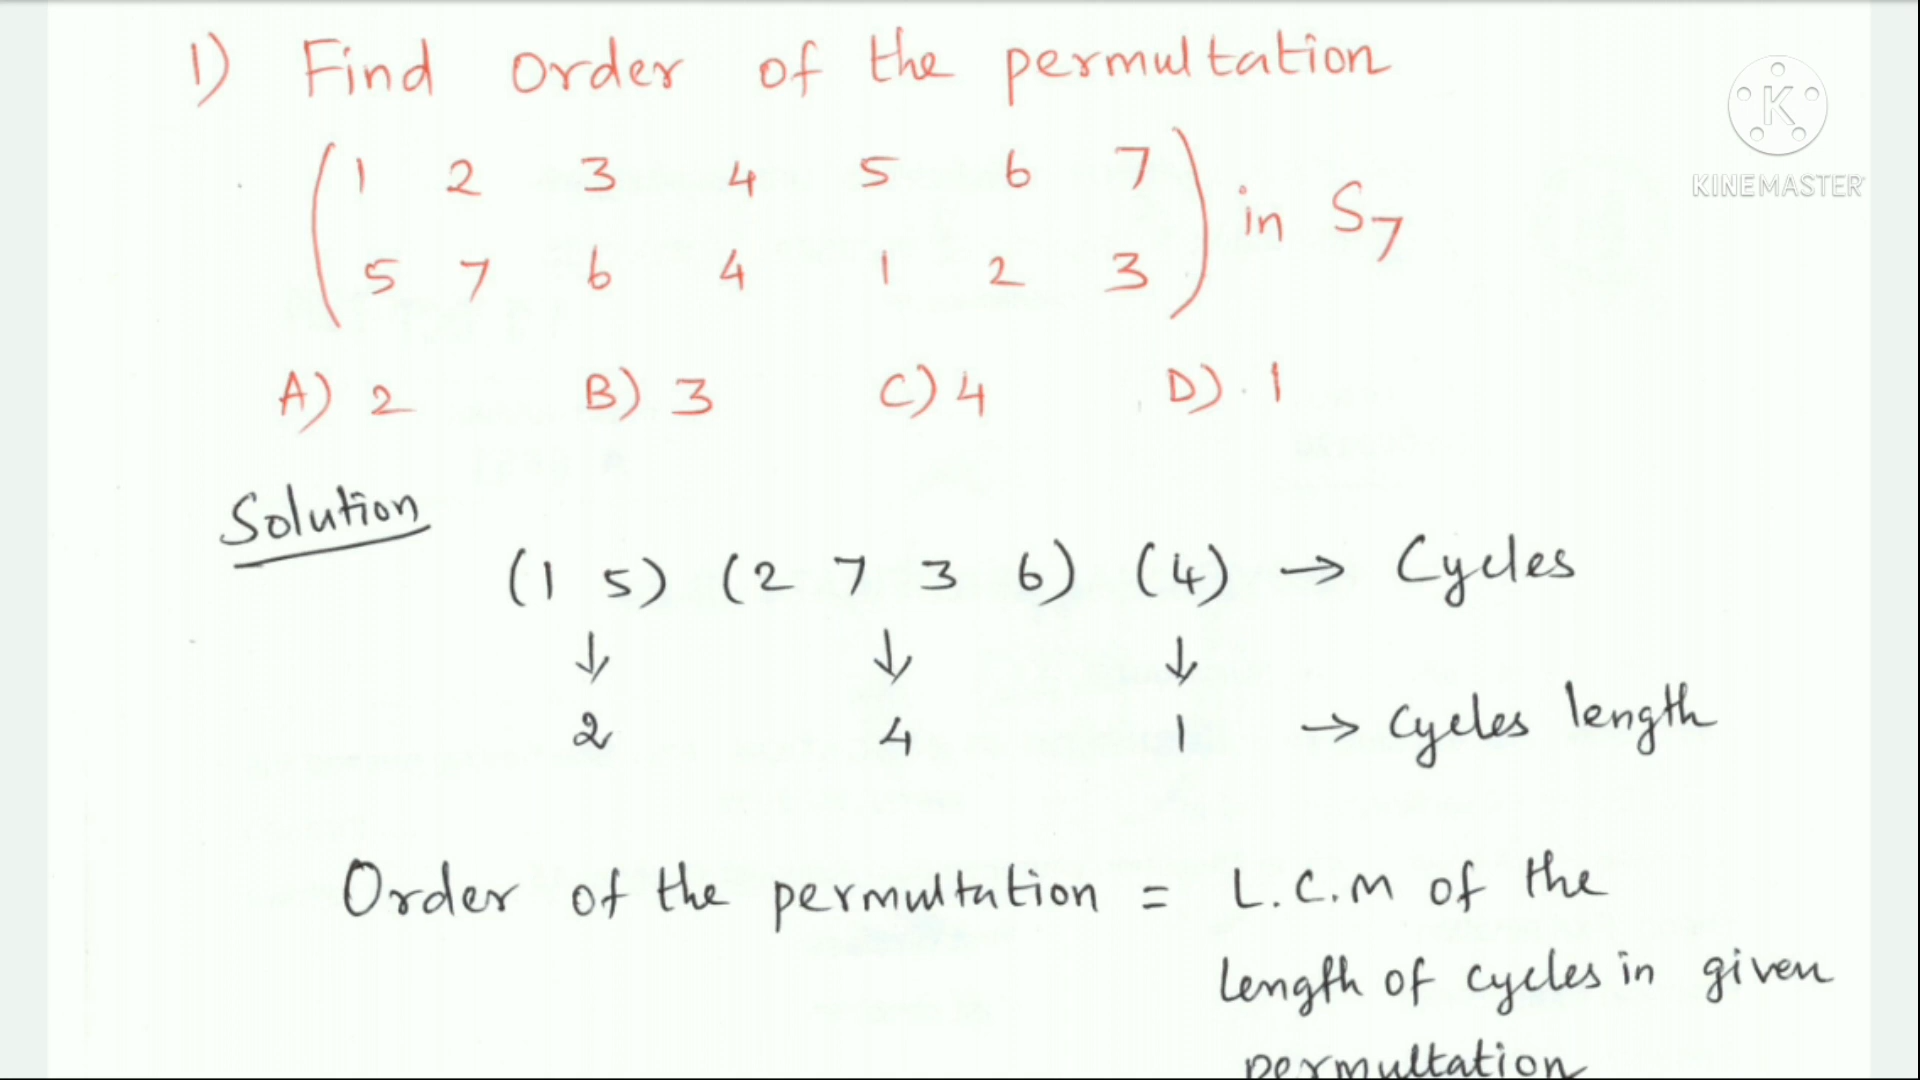 1) Find order of the permultation
( 1 2 3 4 5 6 7 )
( 5 7 6 4 1 2 3 ) in S7
A) 2 B) 3 C) 4 D) 1
Solution
(1 5) (2 7 3 6) (4) → Cycles
↓ ↓ ↓
2 4 1 → Cycles length
Order of the permultation = L.C.M of the
length of cycles in given
permultation
KINEMASTER